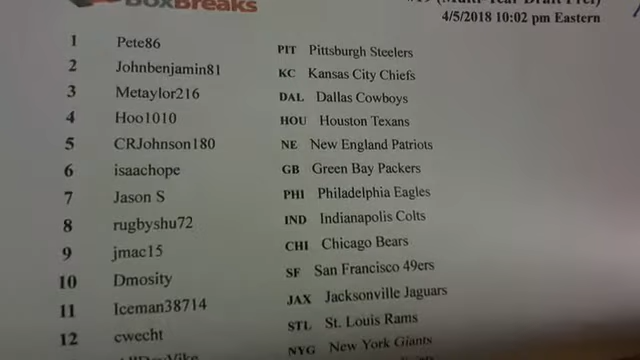 BoxBreaks
4/5/2018 10:02 pm Eastern
1 Pete86 PIT Pittsburgh Steelers
2 Johnbenjamin81 KC Kansas City Chiefs
3 Metaylor216 DAL Dallas Cowboys
4 Hoo1010 HOU Houston Texans
5 CRJohnson180 NE New England Patriots
6 isaachope GB Green Bay Packers
7 Jason S PHI Philadelphia Eagles
8 rugbyshu72 IND Indianapolis Colts
9 jmac15 CHI Chicago Bears
10 Dmosity SF San Francisco 49ers
11 Iceman38714 JAX Jacksonville Jaguars
12 cwecht STL St. Louis Rams
NYG New York Giants